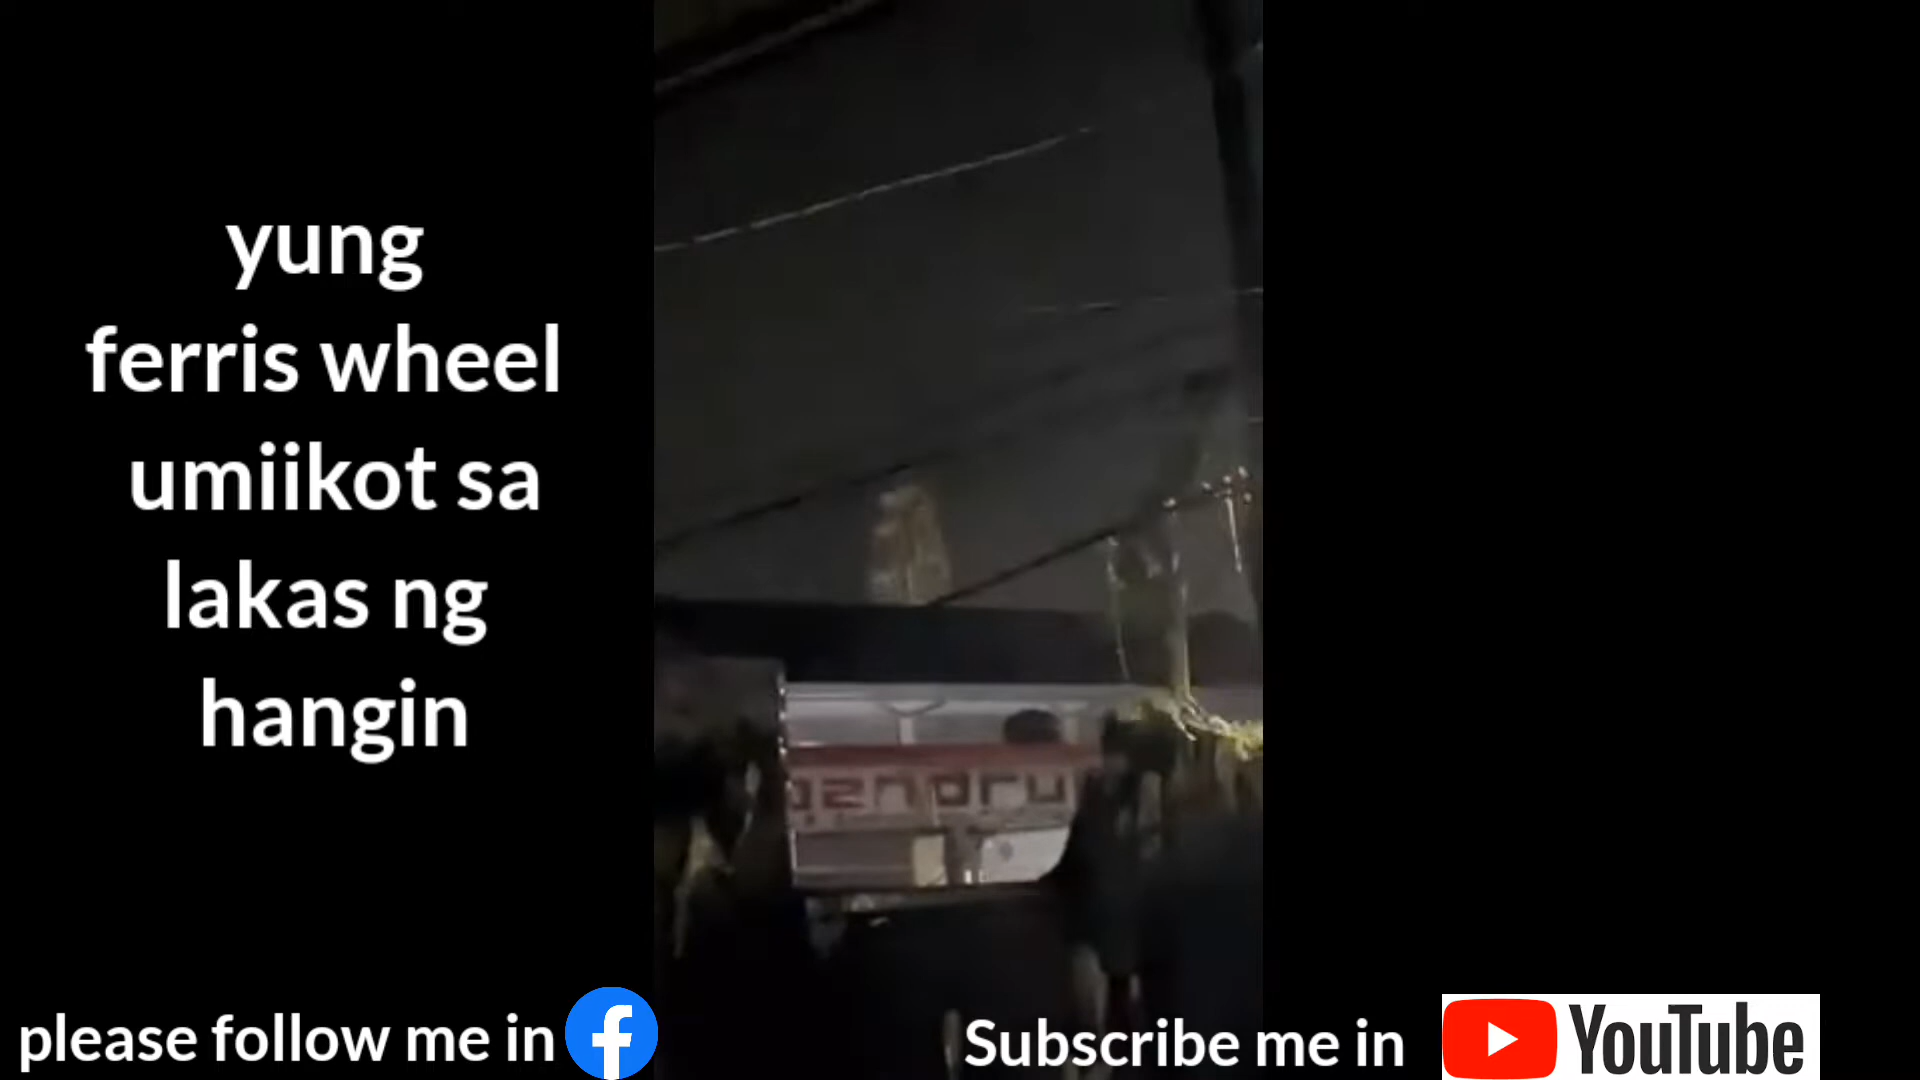 yung
ferris wheel
umiikot sa
lakas ng
hangin
please follow me in
Subscribe me in
YouTube